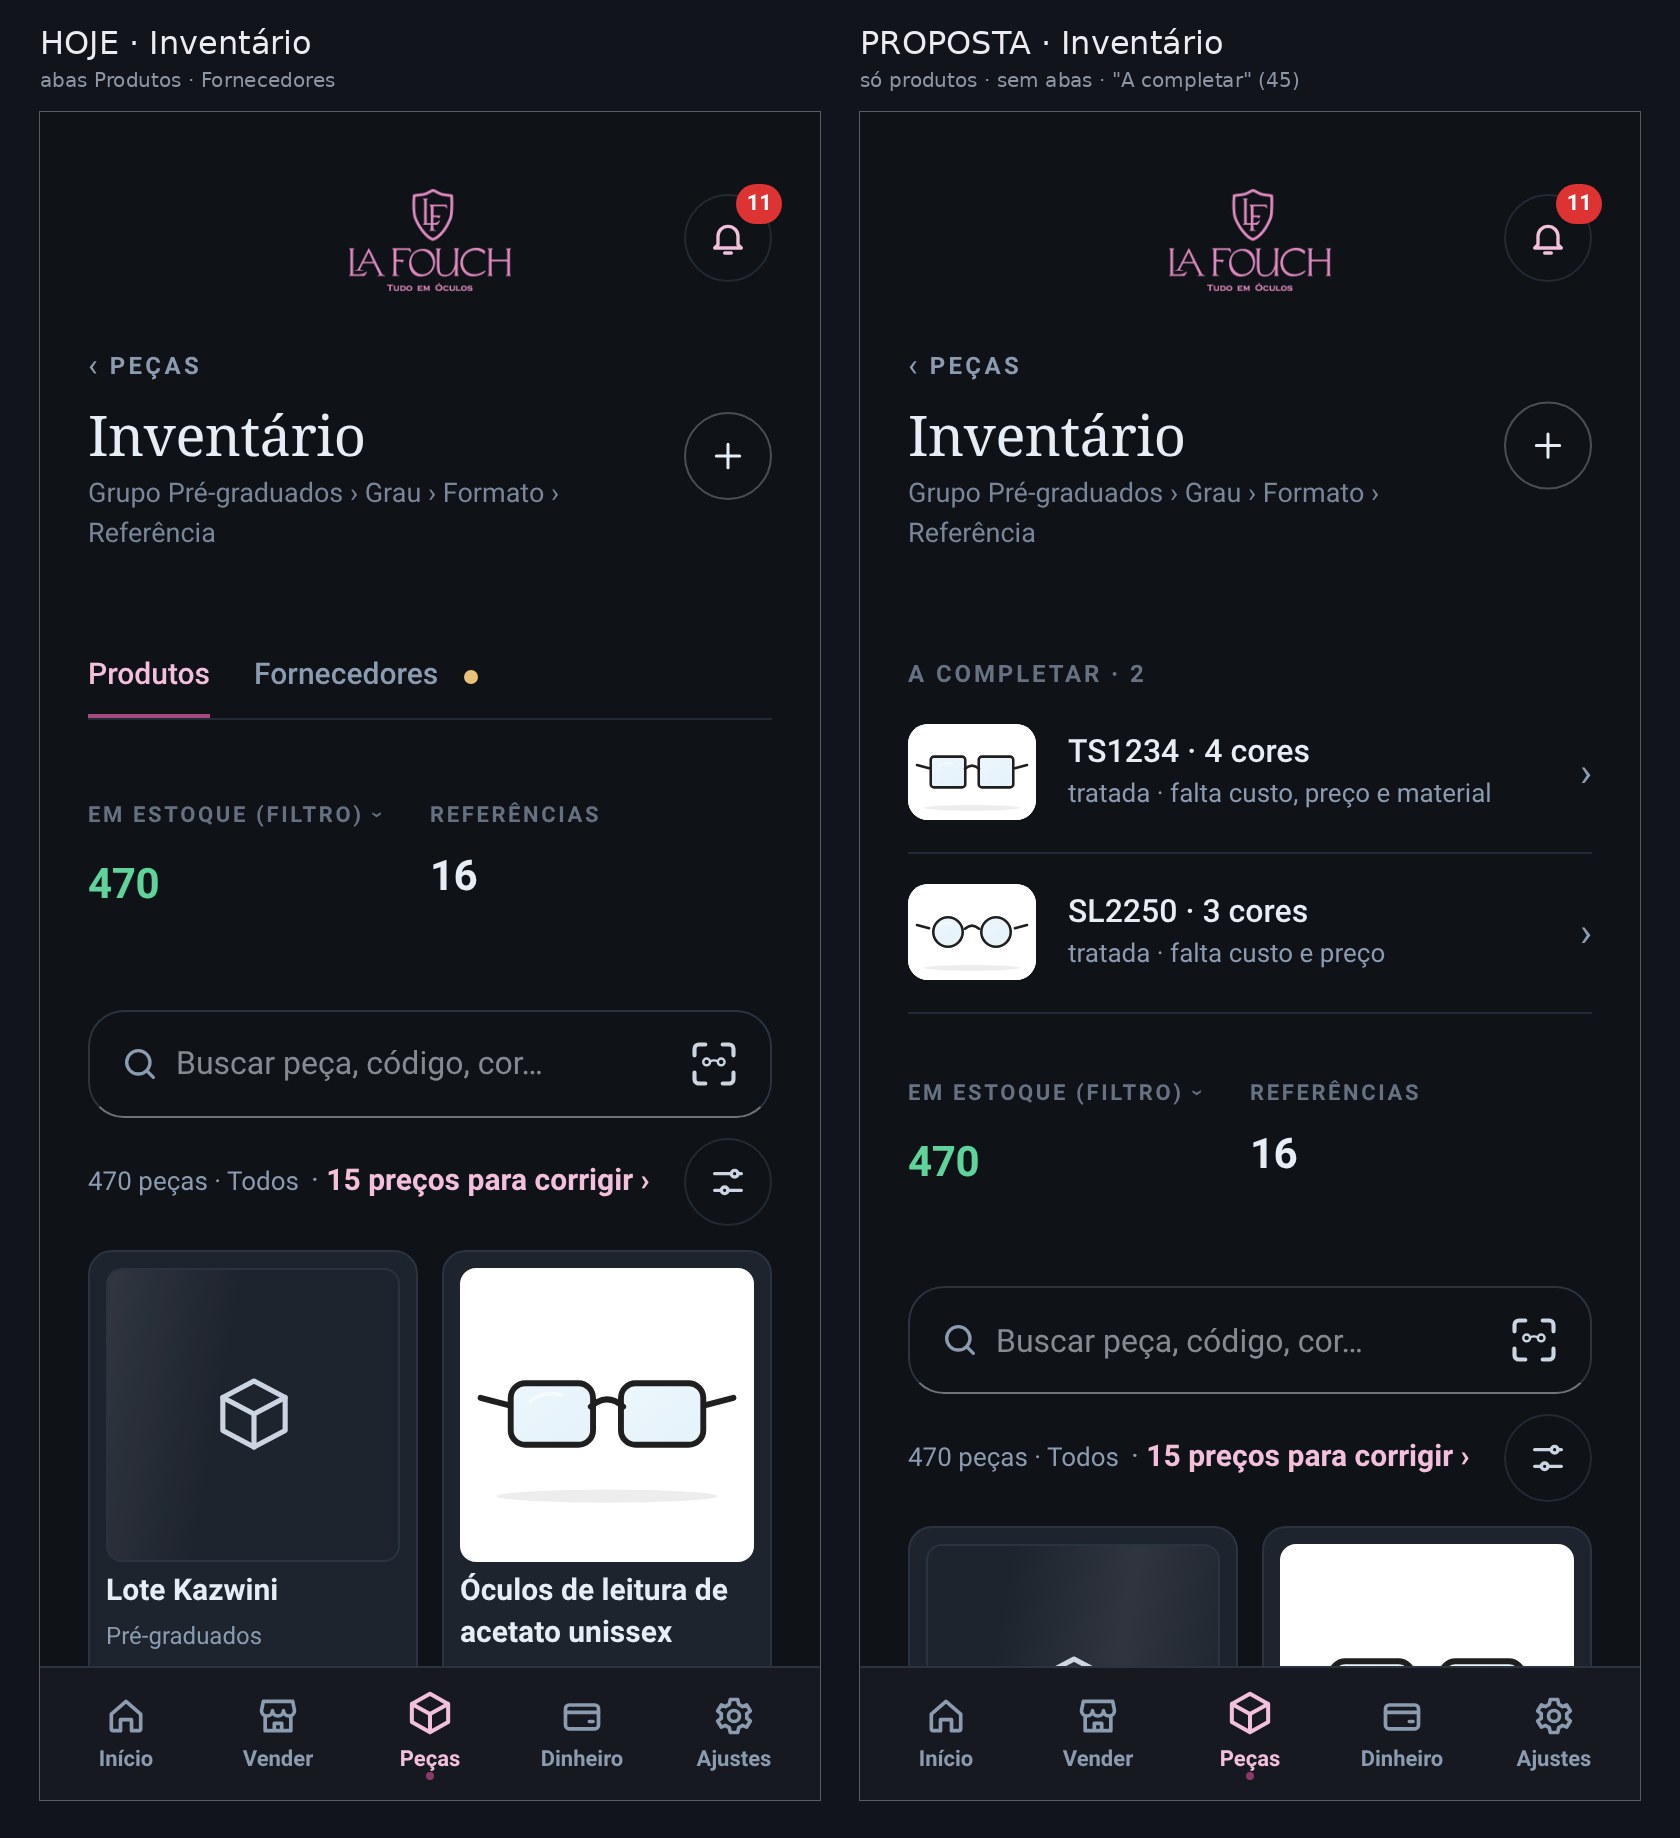 HOJE · Inventário
abas Produtos · Fornecedores
LF
LA FOUCH
TUDO EM ÓCULOS
11
‹ PEÇAS
Inventário
Grupo Pré-graduados › Grau › Formato ›
Referência
Produtos Fornecedores
EM ESTOQUE (FILTRO) REFERÊNCIAS
470 16
Buscar peça, código, cor...
470 peças · Todos · 15 preços para corrigir ›
Lote Kazwini
Pré-graduados
Óculos de leitura de
acetato unissex
Início Vender Peças Dinheiro Ajustes
PROPOSTA · Inventário
só produtos · sem abas · "A completar" (45)
LF
LA FOUCH
TUDO EM ÓCULOS
11
‹ PEÇAS
Inventário
Grupo Pré-graduados › Grau › Formato ›
Referência
A COMPLETAR · 2
TS1234 · 4 cores
tratada · falta custo, preço e material
›
SL2250 · 3 cores
tratada · falta custo e preço
›
EM ESTOQUE (FILTRO) REFERÊNCIAS
470 16
Buscar peça, código, cor...
470 peças · Todos · 15 preços para corrigir ›
Início Vender Peças Dinheiro Ajustes